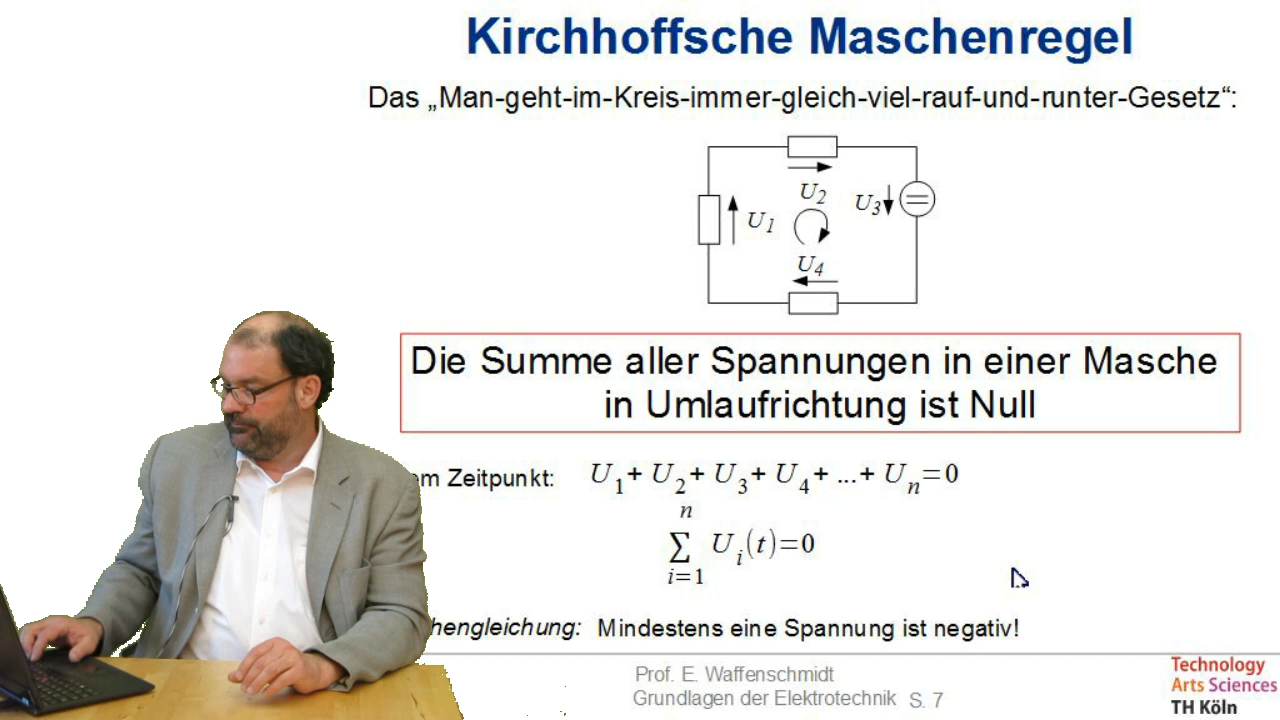 Kirchhoffsche Maschenregel
Das „Man-geht-im-Kreis-immer-gleich-viel-rauf-und-runter-Gesetz“:
U2
U3
U1
U4
Die Summe aller Spannungen in einer Masche
in Umlaufrichtung ist Null
m Zeitpunkt: U1+ U2+ U3+ U4+ ...+ Un=0
n
∑ Ui(t)=0
i=1
hengleichung: Mindestens eine Spannung ist negativ!
Prof. E. Waffenschmidt
Grundlagen der Elektrotechnik S. 7
Technology
Arts Sciences
TH Köln